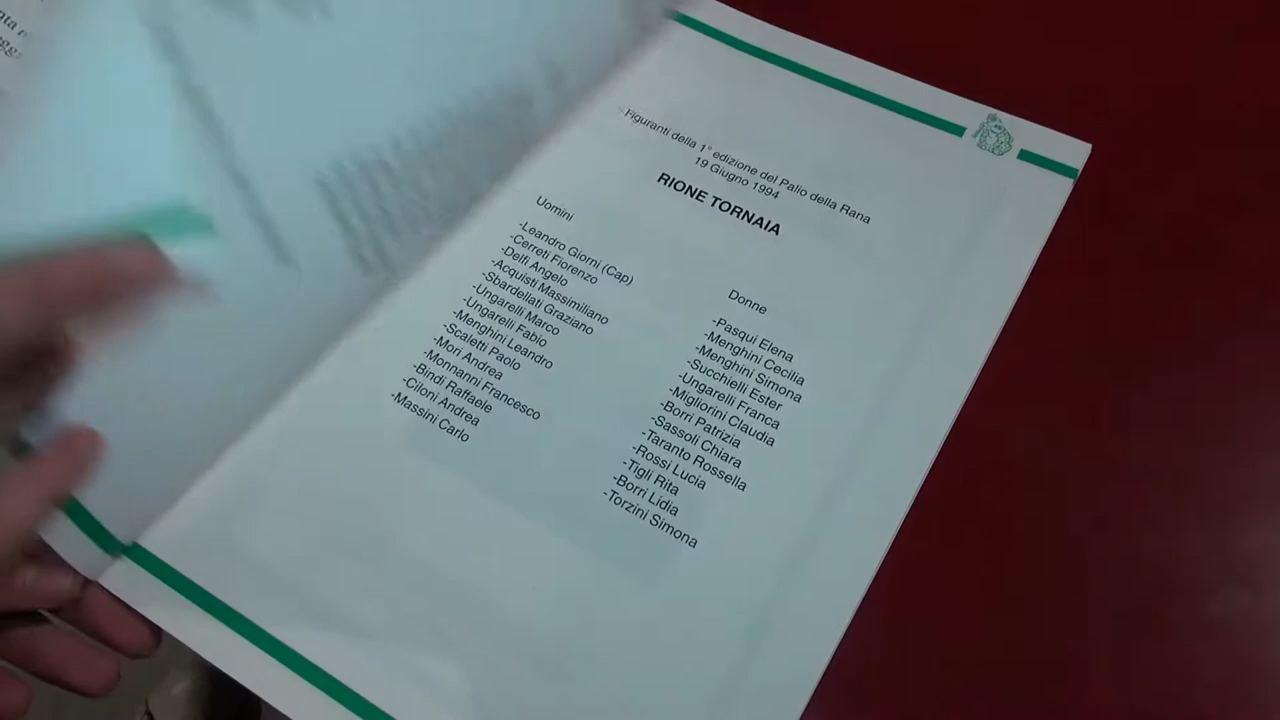 Figuranti della 1° edizione del Palio della Rana
19 Giugno 1994
RIONE TORNAIA
Uomini
-Leandro Giorni (Cap)
-Cerreti Fiorenzo
-Delfi Angelo
-Acquisti Massimiliano
-Sbardellati Graziano
-Ungarelli Marco
-Ungarelli Fabio
-Menghini Leandro
-Scaletti Paolo
-Mori Andrea
-Monnanni Francesco
-Bindi Raffaele
-Ciloni Andrea
-Massini Carlo
Donne
-Pasqui Elena
-Menghini Cecilia
-Menghini Simona
-Succhielli Ester
-Ungarelli Franca
-Migliorini Claudia
-Borri Patrizia
-Sassoli Chiara
-Taranto Rossella
-Rossi Lucia
-Tigli Rita
-Borri Lidia
-Torzini Simona